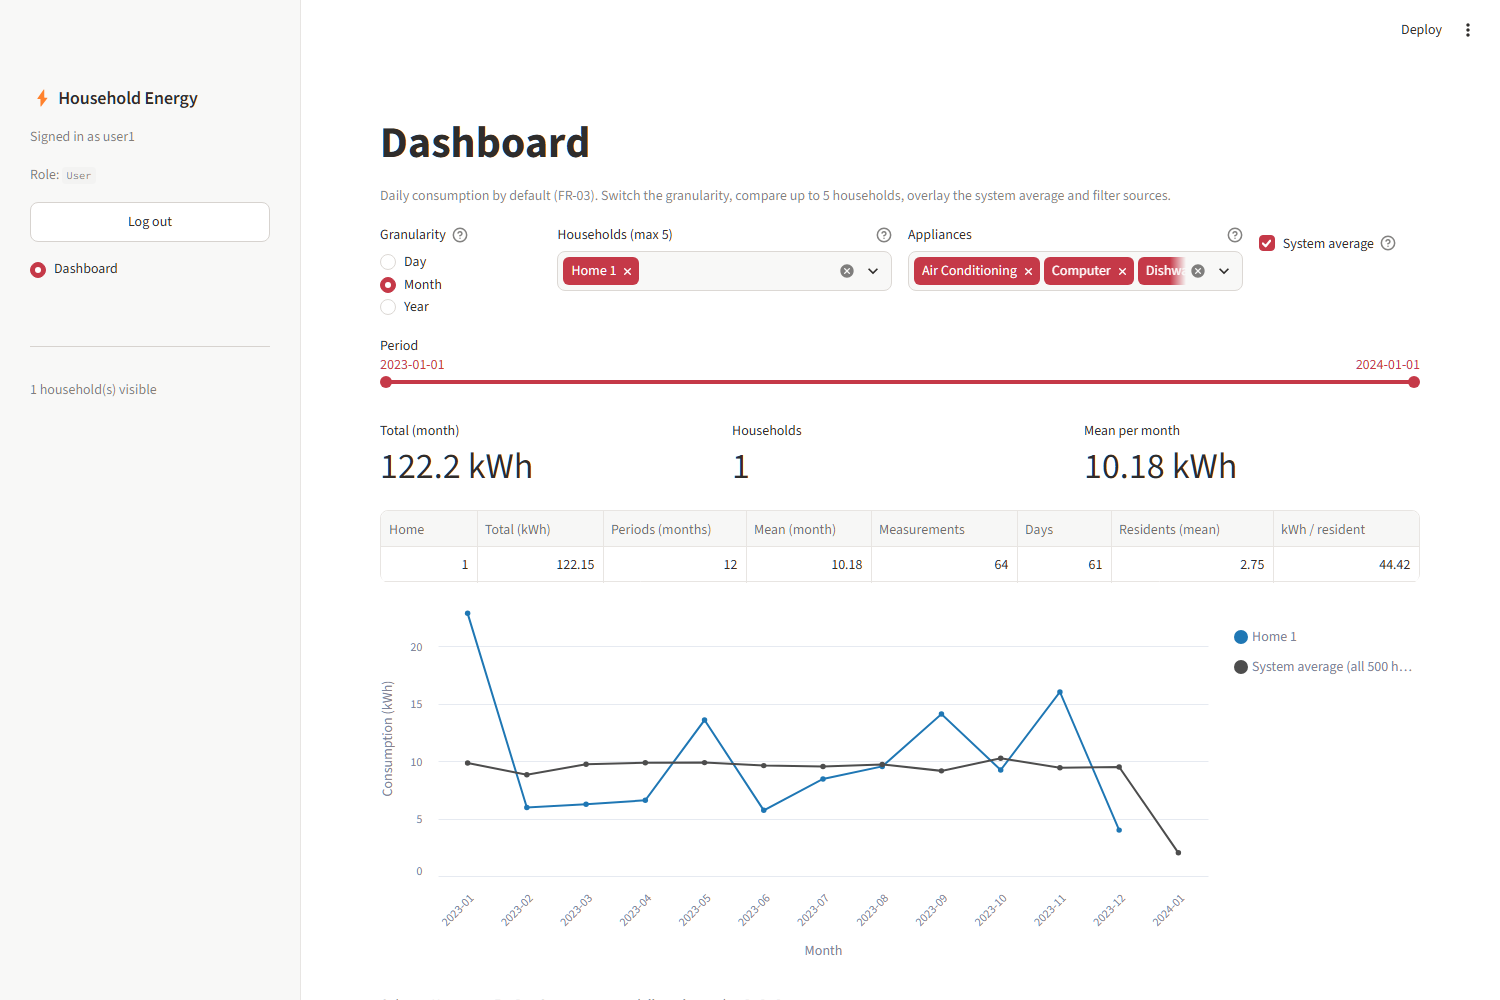 Deploy
Household Energy
Signed in as user1
Role: User
Log out
Dashboard
1 household(s) visible
Dashboard
Daily consumption by default (FR-03). Switch the granularity, compare up to 5 households, overlay the system average and filter sources.
Granularity
Day
Month
Year
Households (max 5)
Home 1
Appliances
Air Conditioning
Computer
Dishwa
System average
Period
2023-01-01
2024-01-01
Total (month)
122.2 kWh
Households
1
Mean per month
10.18 kWh
Home Total (kWh) Periods (months) Mean (month) Measurements Days Residents (mean) kWh / resident
1 122.15 12 10.18 64 61 2.75 44.42
Consumption (kWh)
20
15
10
5
0
2023-01 2023-02 2023-03 2023-04 2023-05 2023-06 2023-07 2023-08 2023-09 2023-10 2023-11 2023-12 2024-01
Month
Home 1
System average (all 500 h…